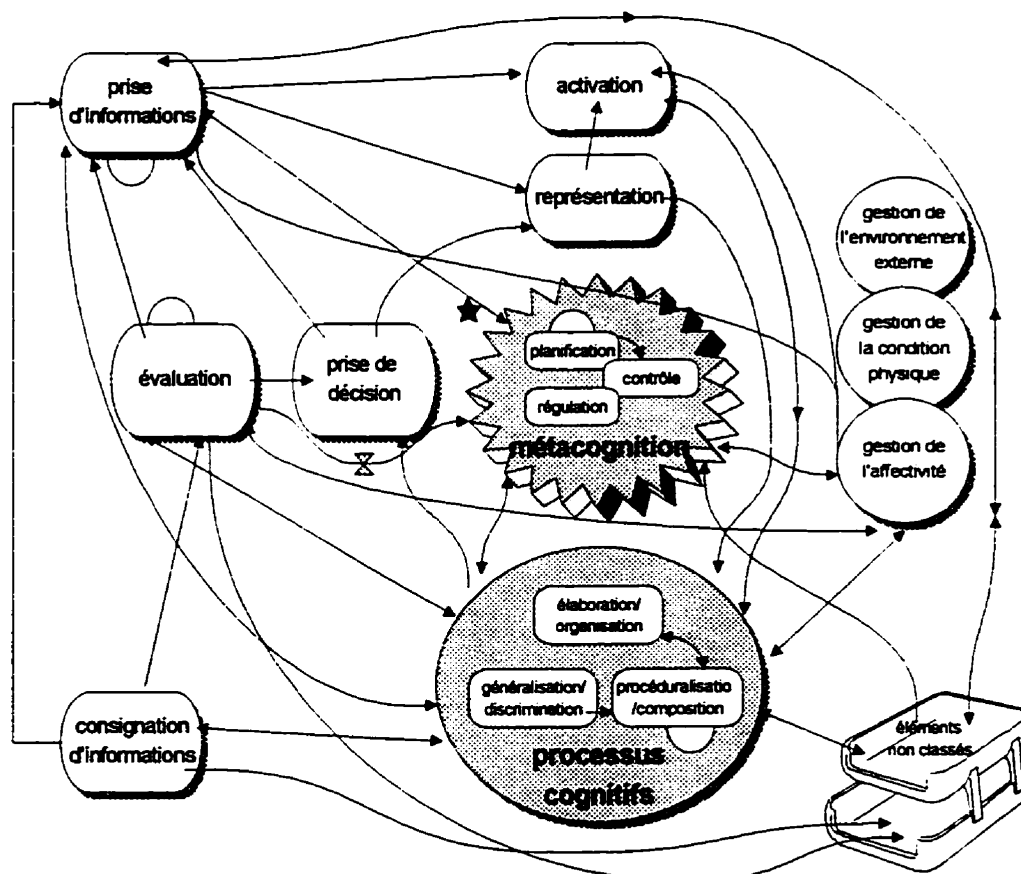 prise
d'informations
activation
représentation
gestion de
l'environnement
externe
gestion de
la condition
physique
gestion de
l'affectivité
évaluation
prise de
décision
planification
contrôle
régulation
métacognition
élaboration/
organisation
généralisation/
discrimination
procéduralisatio
/composition
processus
cognitifs
consignation
d'informations
éléments
non classés